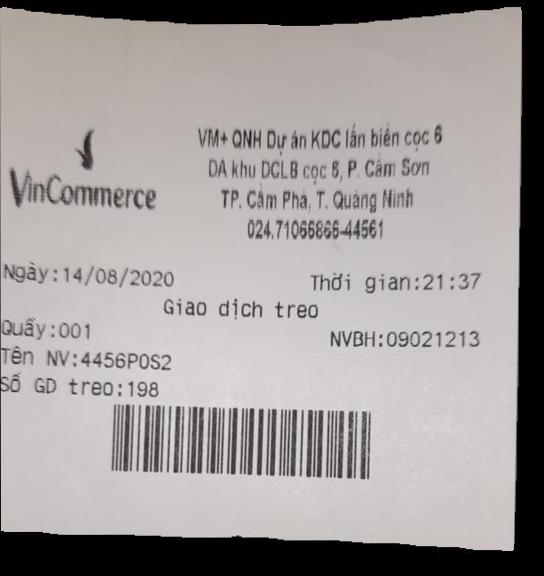 VinCommerce
VM+ QNH Dự án KDC lấn biển cọc 6
DA khu DCLB cọc 6, P. Cẩm Sơn
TP. Cẩm Phả, T. Quảng Ninh
024.71066866-44561
Ngày:14/08/2020 Thời gian:21:37
Giao dịch treo
Quầy:001 NVBH:09021213
Tên NV:4456POS2
Số GD treo:198